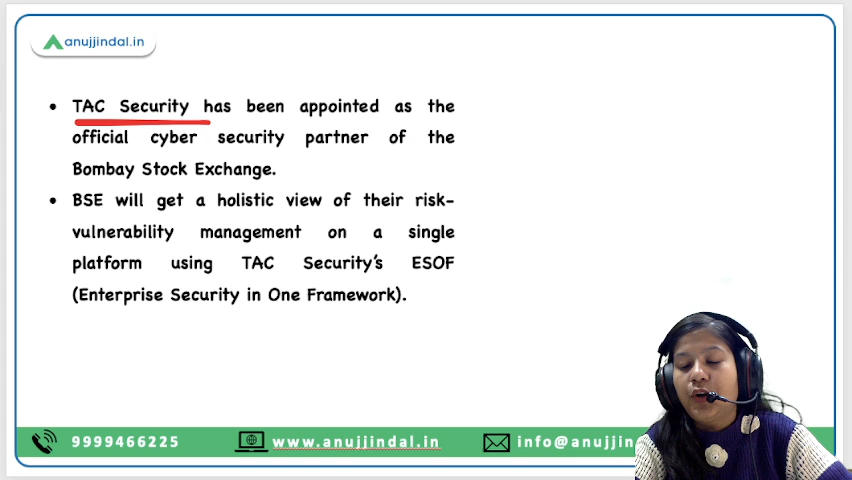 anujjindal.in
• TAC Security has been appointed as the
official cyber security partner of the
Bombay Stock Exchange.
• BSE will get a holistic view of their risk-
vulnerability management on a single
platform using TAC Security's ESOF
(Enterprise Security in One Framework).
9999466225 www.anujjindal.in info@anujjin